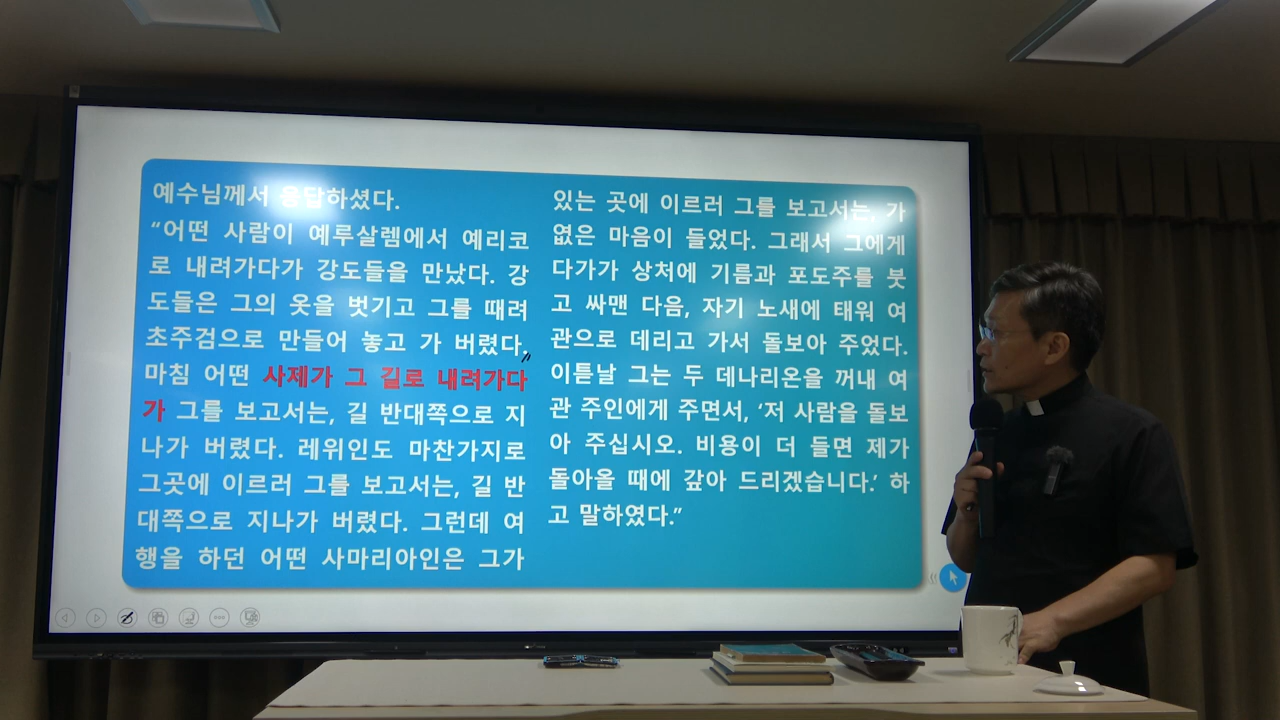 예수님께서 응답하셨다.
“어떤 사람이 예루살렘에서 예리코
로 내려가다가 강도들을 만났다. 강
도들은 그의 옷을 벗기고 그를 때려
초주검으로 만들어 놓고 가 버렸다.
마침 어떤 사제가 그 길로 내려가다
가 그를 보고서는, 길 반대쪽으로 지
나가 버렸다. 레위인도 마찬가지로
그곳에 이르러 그를 보고서는, 길 반
대쪽으로 지나가 버렸다. 그런데 여
행을 하던 어떤 사마리아인은 그가
있는 곳에 이르러 그를 보고서는, 가
엾은 마음이 들었다. 그래서 그에게
다가가 상처에 기름과 포도주를 붓
고 싸맨 다음, 자기 노새에 태워 여
관으로 데리고 가서 돌보아 주었다.
이튿날 그는 두 데나리온을 꺼내 여
관 주인에게 주면서, ‘저 사람을 돌보
아 주십시오. 비용이 더 들면 제가
돌아올 때에 갚아 드리겠습니다.’ 하
고 말하였다.”